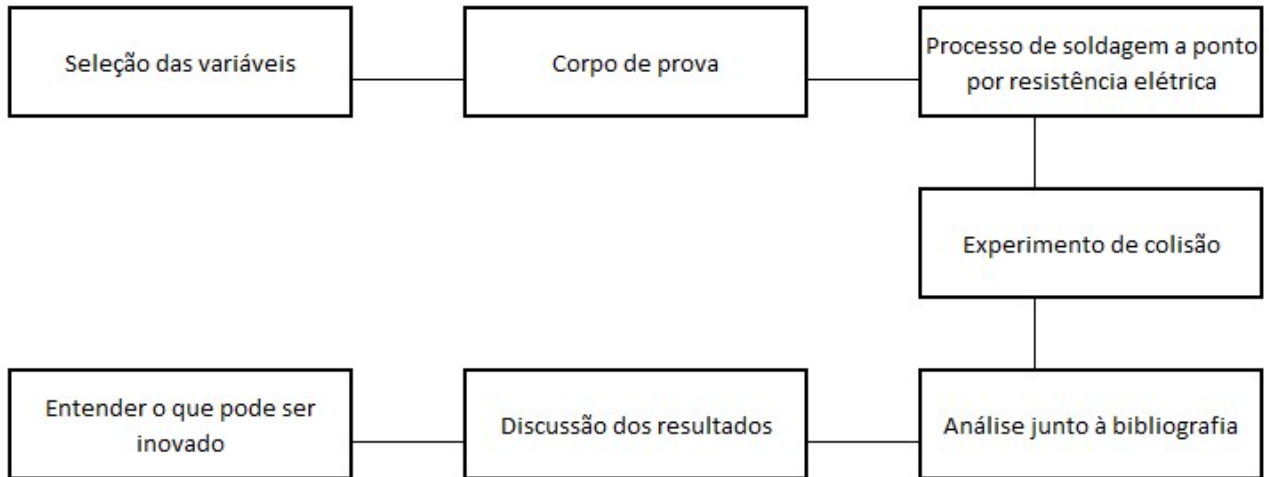 Seleção das variáveis
Corpo de prova
Processo de soldagem a ponto
por resistência elétrica
Experimento de colisão
Análise junto à bibliografia
Discussão dos resultados
Entender o que pode ser
inovado